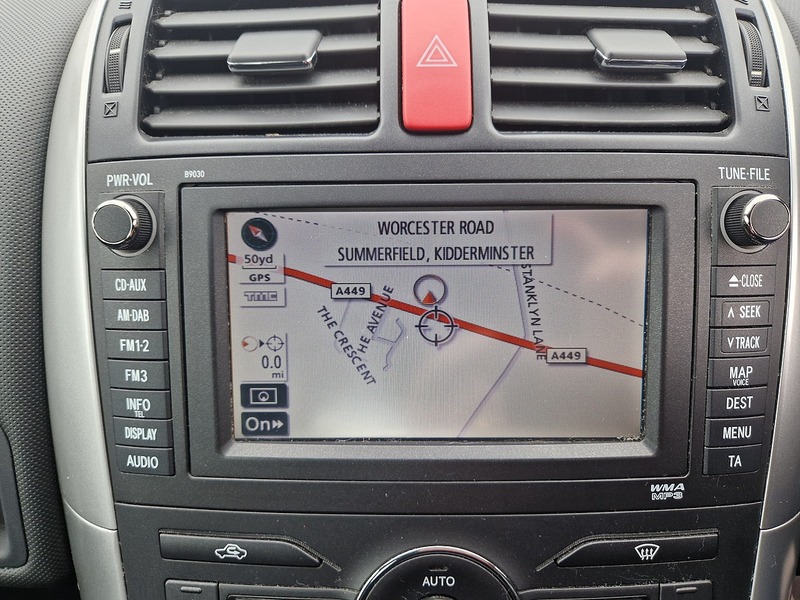 PWR·VOL
B9030
TUNE·FILE
CD·AUX
AM·DAB
FM1·2
FM3
INFO
TEL
DISPLAY
AUDIO
WORCESTER ROAD
SUMMERFIELD, KIDDERMINSTER
50yd
GPS
TMC
0.0
mi
On
A449
THE CRESCENT
HE AVENUE
STANKLYN LANE
A449
CLOSE
SEEK
TRACK
MAP
VOICE
DEST
MENU
TA
WMA
MP3
AUTO